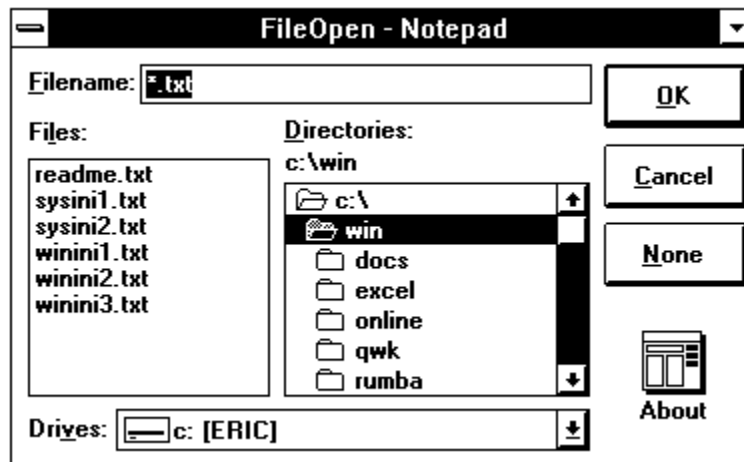 FileOpen - Notepad
Filename: *.txt
OK
Files:
Directories:
c:\win
Cancel
readme.txt
sysini1.txt
sysini2.txt
winini1.txt
winini2.txt
winini3.txt
c:\
win
docs
excel
online
qwk
rumba
None
About
Drives: c: [ERIC]